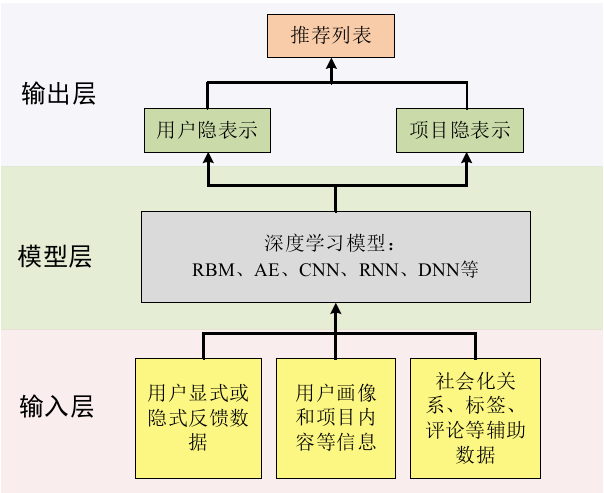 推荐列表
输出层
用户隐表示
项目隐表示
模型层
深度学习模型：
RBM、AE、CNN、RNN、DNN等
输入层
用户显式或
隐式反馈数
据
用户画像
和项目内
容等信息
社会化关
系、标签、
评论等辅助
数据